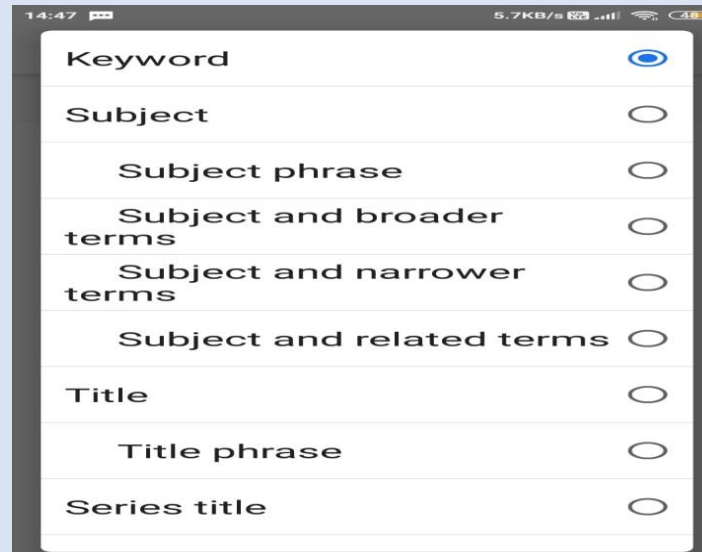 14:47 5.7KB/s 48
Keyword
Subject
Subject phrase
Subject and broader
terms
Subject and narrower
terms
Subject and related terms
Title
Title phrase
Series title